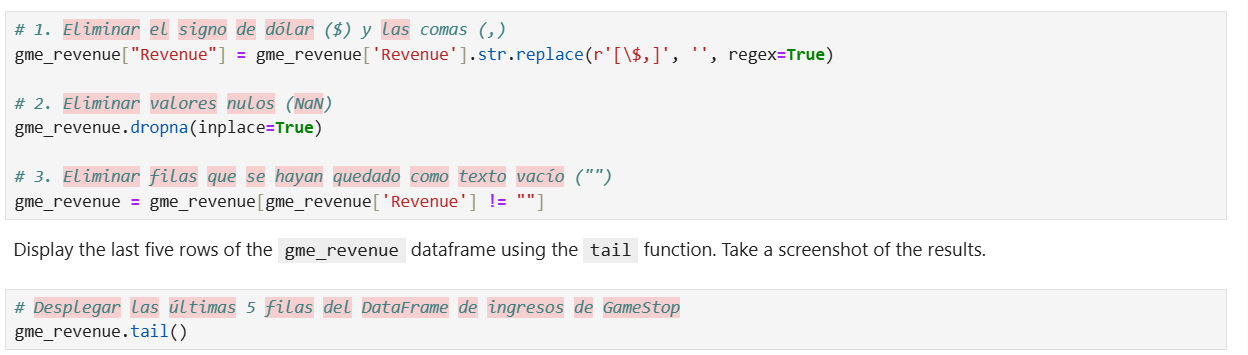 # 1. Eliminar el signo de dólar ($) y las comas (,)
gme_revenue["Revenue"] = gme_revenue['Revenue'].str.replace(r'[\$,]', '', regex=True)
# 2. Eliminar valores nulos (NaN)
gme_revenue.dropna(inplace=True)
# 3. Eliminar filas que se hayan quedado como texto vacío ("")
gme_revenue = gme_revenue[gme_revenue['Revenue'] != ""]
Display the last five rows of the gme_revenue dataframe using the tail function. Take a screenshot of the results.
# Desplegar las últimas 5 filas del DataFrame de ingresos de GameStop
gme_revenue.tail()